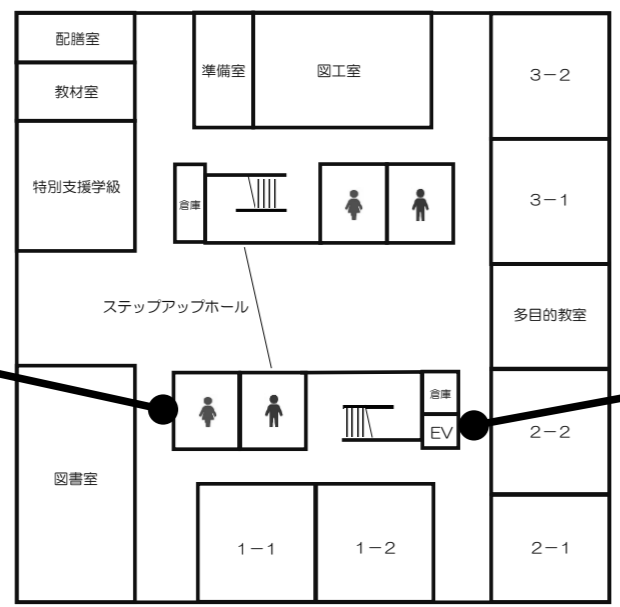 配膳室
教材室
特別支援学級
準備室
図工室
3-2
3-1
多目的教室
2-2
2-1
倉庫
ステップアップホール
倉庫
EV
図書室
1-1
1-2